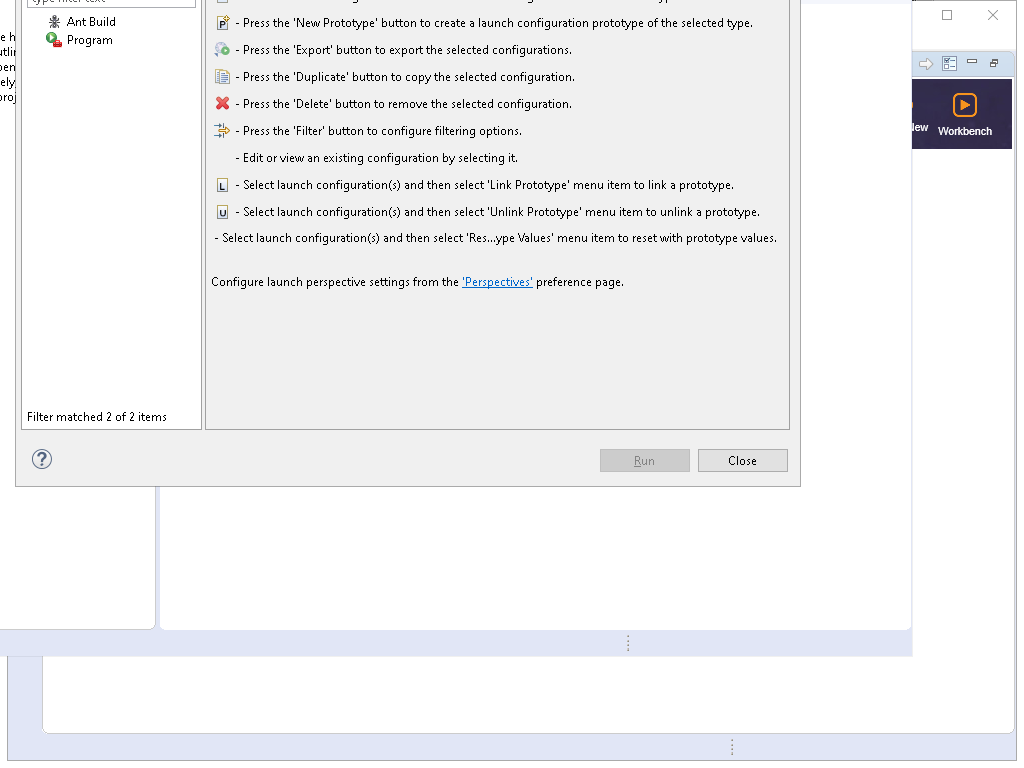 Ant Build
Program
- Press the 'New Prototype' button to create a launch configuration prototype of the selected type.
- Press the 'Export' button to export the selected configurations.
- Press the 'Duplicate' button to copy the selected configuration.
- Press the 'Delete' button to remove the selected configuration.
- Press the 'Filter' button to configure filtering options.
- Edit or view an existing configuration by selecting it.
- Select launch configuration(s) and then select 'Link Prototype' menu item to link a prototype.
- Select launch configuration(s) and then select 'Unlink Prototype' menu item to unlink a prototype.
- Select launch configuration(s) and then select 'Res...ype Values' menu item to reset with prototype values.
Configure launch perspective settings from the 'Perspectives' preference page.
Filter matched 2 of 2 items
Run
Close
Workbench